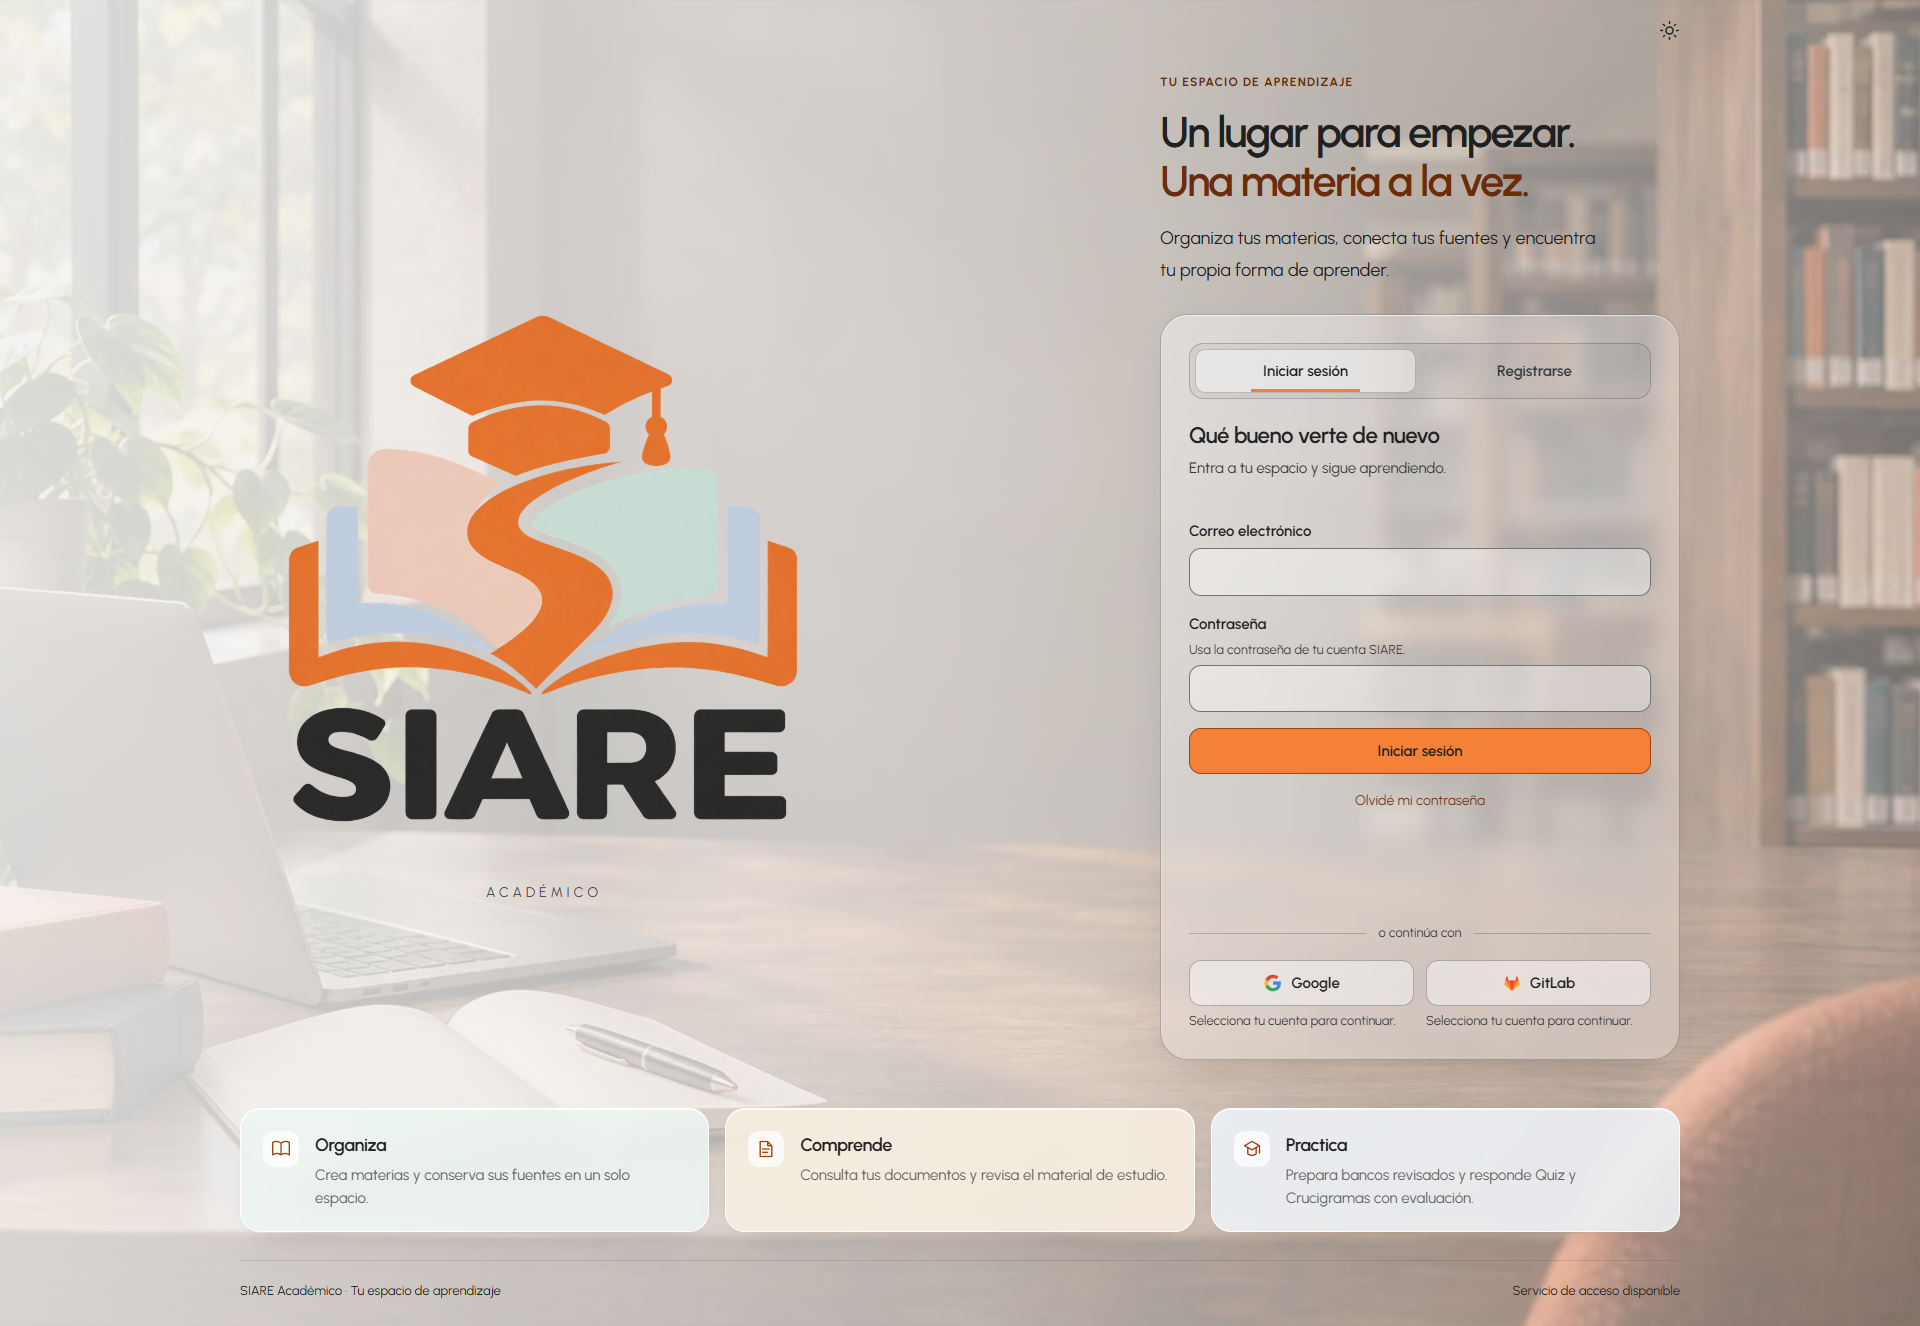 TU ESPACIO DE APRENDIZAJE
Un lugar para empezar.
Una materia a la vez.
Organiza tus materias, conecta tus fuentes y encuentra
tu propia forma de aprender.
SIARE
ACADÉMICO
Iniciar sesión
Registrarse
Qué bueno verte de nuevo
Entra a tu espacio y sigue aprendiendo.
Correo electrónico
Contraseña
Usa la contraseña de tu cuenta SIARE.
Iniciar sesión
Olvidé mi contraseña
o continúa con
Google
GitLab
Selecciona tu cuenta para continuar.
Selecciona tu cuenta para continuar.
Organiza
Crea materias y conserva sus fuentes en un solo
espacio.
Comprende
Consulta tus documentos y revisa el material de estudio.
Practica
Prepara bancos revisados y responde Quiz y
Crucigramas con evaluación.
SIARE Académico · Tu espacio de aprendizaje
Servicio de acceso disponible